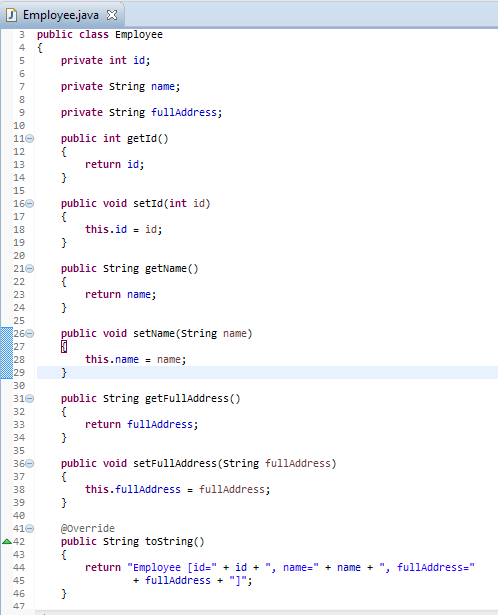 Employee.java
3 public class Employee
4 {
5     private int id;
6
7     private String name;
8
9     private String fullAddress;
10
11     public int getId()
12     {
13         return id;
14     }
15
16     public void setId(int id)
17     {
18         this.id = id;
19     }
20
21     public String getName()
22     {
23         return name;
24     }
25
26     public void setName(String name)
27     {
28         this.name = name;
29     }
30
31     public String getFullAddress()
32     {
33         return fullAddress;
34     }
35
36     public void setFullAddress(String fullAddress)
37     {
38         this.fullAddress = fullAddress;
39     }
40
41     @Override
42     public String toString()
43     {
44         return "Employee [id=" + id + ", name=" + name + ", fullAddress="
45                 + fullAddress + "]";
46     }
47